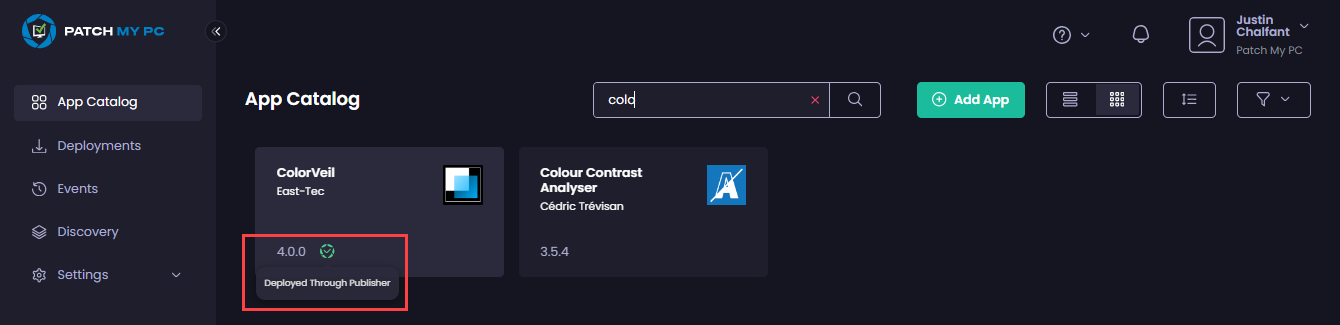 PATCH MY PC
Justin
Chalfant
Patch My PC
App Catalog
Deployments
Events
Discovery
Settings
App Catalog
colo
Add App
ColorVeil
East-Tec
4.0.0
Deployed Through Publisher
Colour Contrast
Analyser
Cédric Trévisan
3.5.4